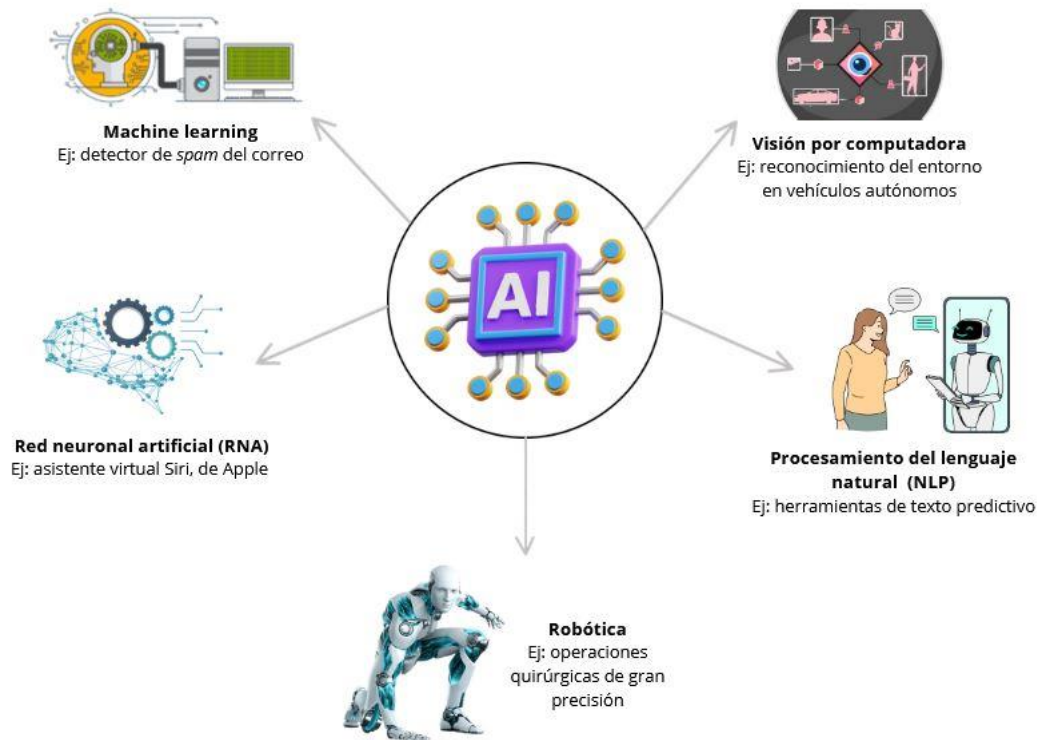 Machine learning
Ej: detector de spam del correo
Visión por computadora
Ej: reconocimiento del entorno
en vehículos autónomos
AI
Red neuronal artificial (RNA)
Ej: asistente virtual Siri, de Apple
Procesamiento del lenguaje
natural (NLP)
Ej: herramientas de texto predictivo
Robótica
Ej: operaciones
quirúrgicas de gran
precisión